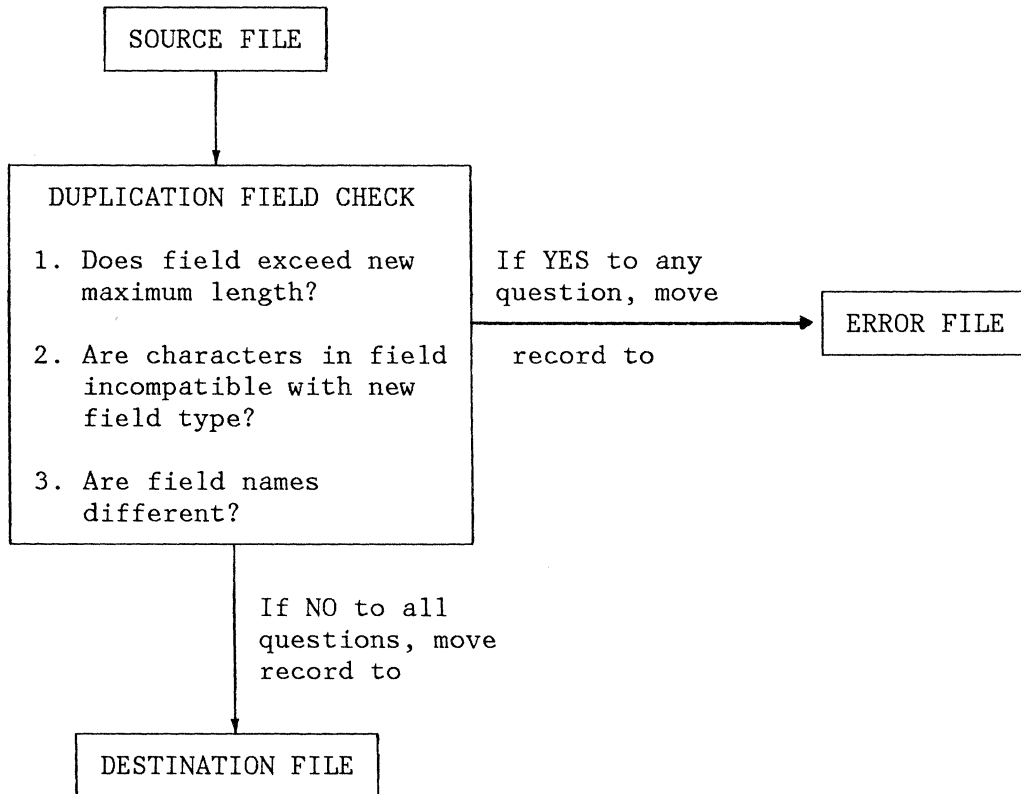 SOURCE FILE
DUPLICATION FIELD CHECK
1. Does field exceed new
maximum length?
2. Are characters in field
incompatible with new
field type?
3. Are field names
different?
If YES to any
question, move
record to
ERROR FILE
If NO to all
questions, move
record to
DESTINATION FILE